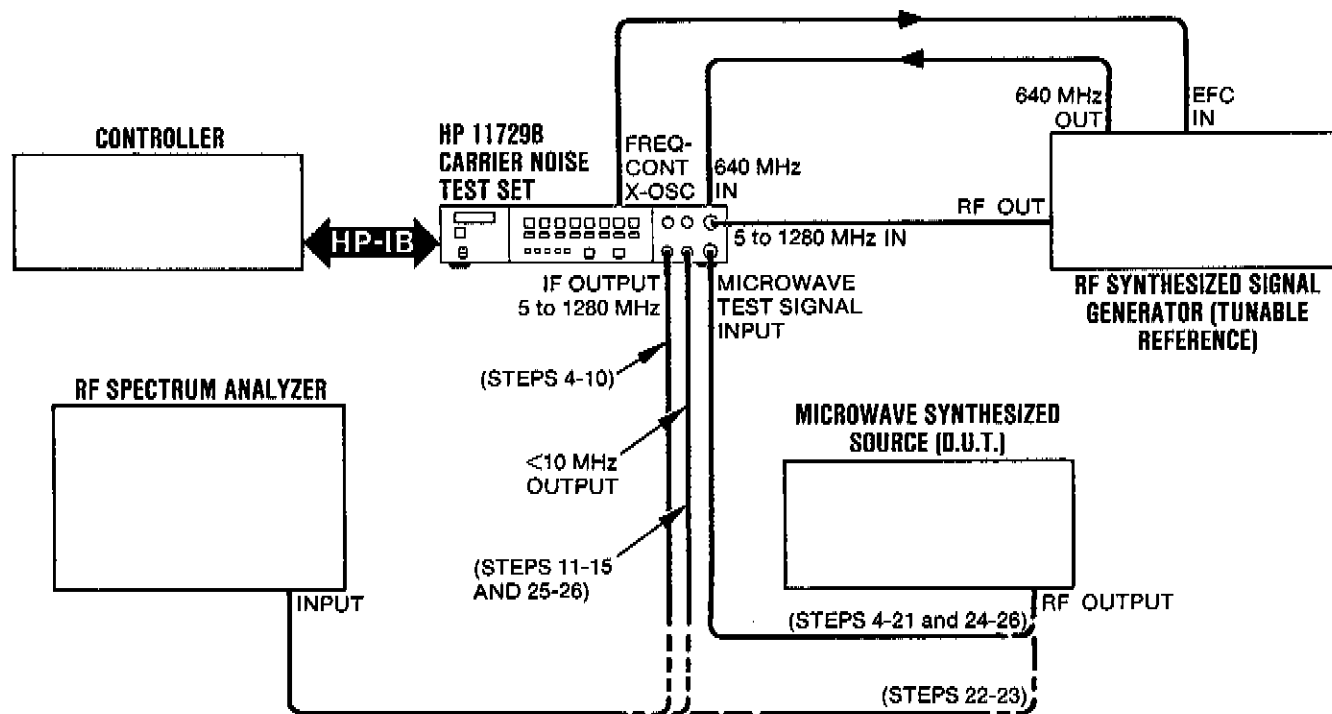 640 MHz
OUT
EFC
IN
CONTROLLER
HP 11729B
CARRIER NOISE
TEST SET
FREQ-
CONT
X-OSC
640 MHz
IN
RF OUT
HP-IB
5 to 1280 MHz IN
IF OUTPUT
5 to 1280 MHz
MICROWAVE
TEST SIGNAL
INPUT
RF SYNTHESIZED SIGNAL
GENERATOR (TUNABLE
REFERENCE)
(STEPS 4-10)
RF SPECTRUM ANALYZER
MICROWAVE SYNTHESIZED
SOURCE (D.U.T.)
<10 MHz
OUTPUT
(STEPS 11-15
AND 25-26)
INPUT
RF OUTPUT
(STEPS 4-21 and 24-26)
(STEPS 22-23)